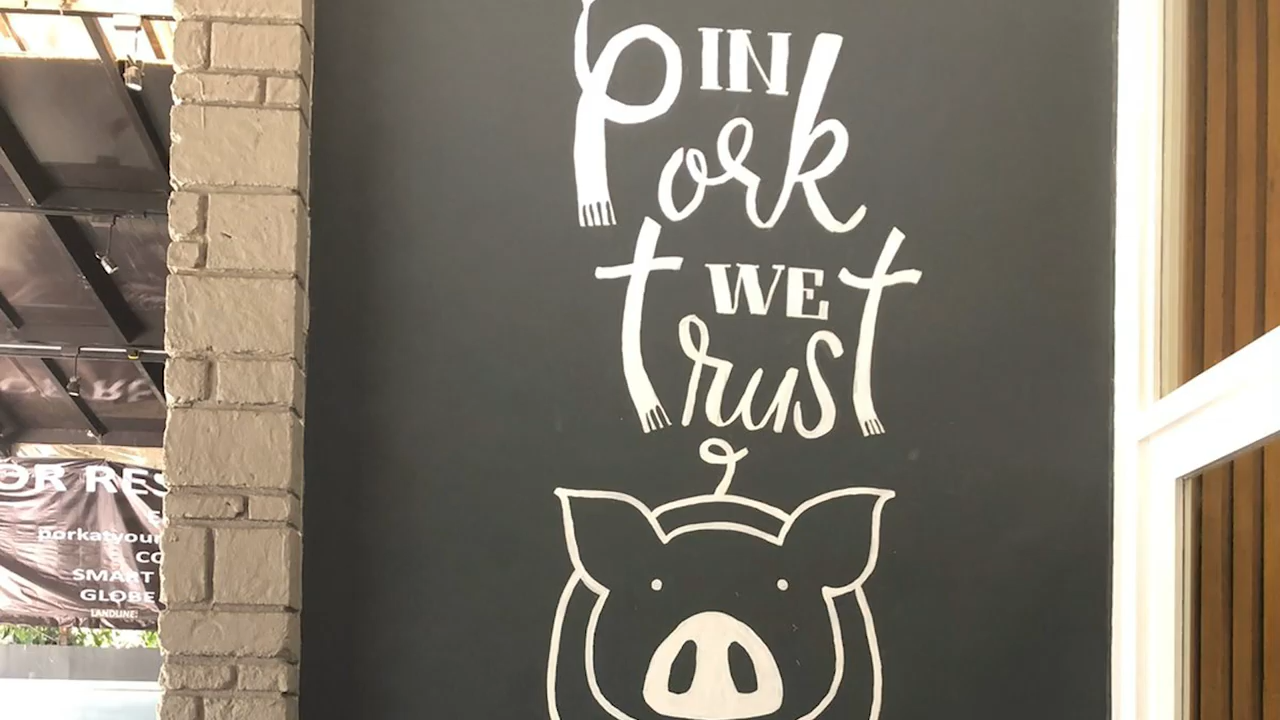 IN
Pork
WE
trust
OR RES
porkatyour
CO
SMART
GLOBE
LANDLINE: